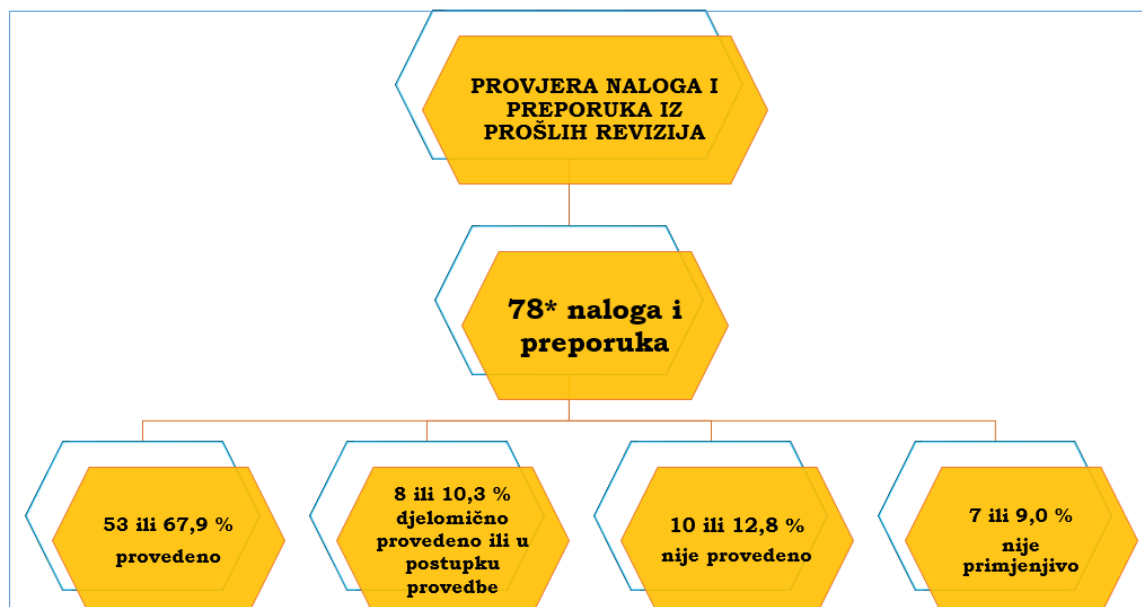 PROVJERA NALOGA I
PREPORUKA IZ
PROŠLIH REVIZIJA
78* naloga i
preporuka
53 ili 67,9 %
provedeno
8 ili 10,3 %
djelomično
provedeno ili u
postupku
provedbe
10 ili 12,8 %
nije provedeno
7 ili 9,0 %
nije
primjenjivo